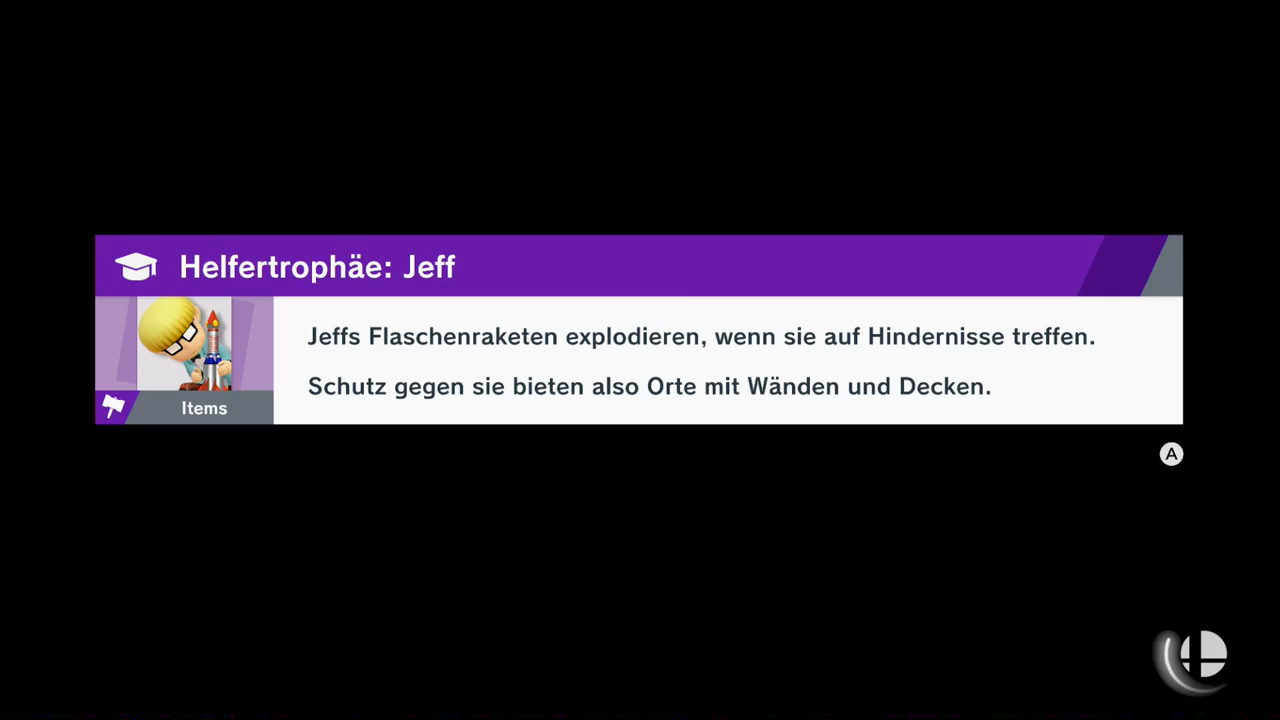 Helfertrophäe: Jeff
Jeffs Flaschenraketen explodieren, wenn sie auf Hindernisse treffen.
Schutz gegen sie bieten also Orte mit Wänden und Decken.
Items
A